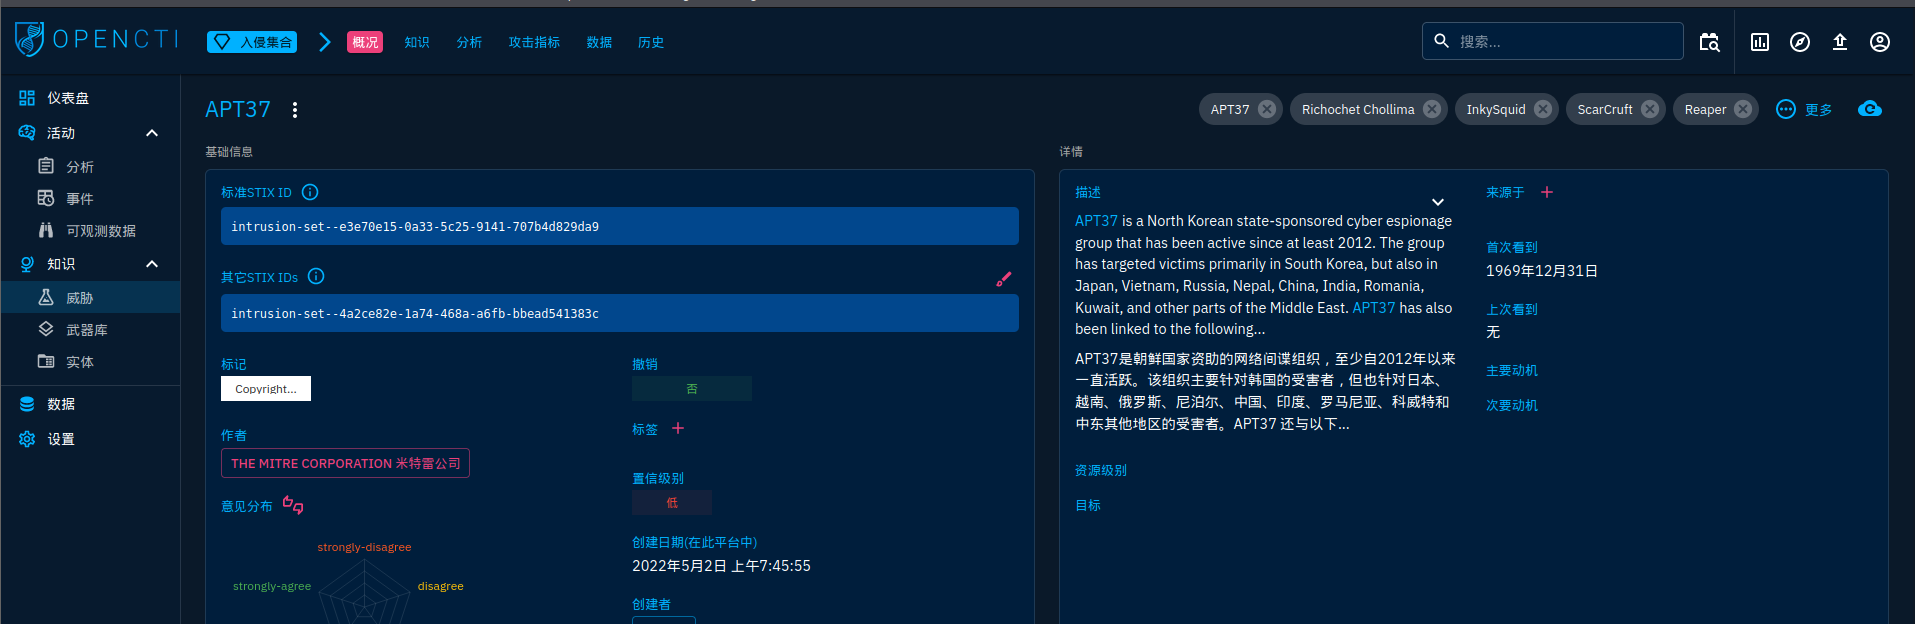 OPENCTI
入侵集合
概况
知识
分析
攻击指标
数据
历史
搜索...
仪表盘
活动
分析
事件
可观测数据
知识
威胁
武器库
实体
数据
设置
APT37
APT37
Richochet Chollima
InkySquid
ScarCruft
Reaper
更多
基础信息
标准STIX ID
intrusion-set--e3e70e15-0a33-5c25-9141-707b4d829da9
其它STIX IDs
intrusion-set--4a2ce82e-1a74-468a-a6fb-bbead541383c
标记
Copyright...
撤销
否
标签
作者
THE MITRE CORPORATION 米特雷公司
置信级别
低
意见分布
strongly-disagree
strongly-agree
disagree
创建日期(在此平台中)
2022年5月2日 上午7:45:55
创建者
详情
描述
APT37 is a North Korean state-sponsored cyber espionage
group that has been active since at least 2012. The group
has targeted victims primarily in South Korea, but also in
Japan, Vietnam, Russia, Nepal, China, India, Romania,
Kuwait, and other parts of the Middle East. APT37 has also
been linked to the following...
APT37是朝鲜国家资助的网络间谍组织，至少自2012年以来
一直活跃。该组织主要针对韩国的受害者，但也针对日本、
越南、俄罗斯、尼泊尔、中国、印度、罗马尼亚、科威特和
中东其他地区的受害者。APT37 还与以下...
资源级别
目标
来源于
首次看到
1969年12月31日
上次看到
无
主要动机
次要动机